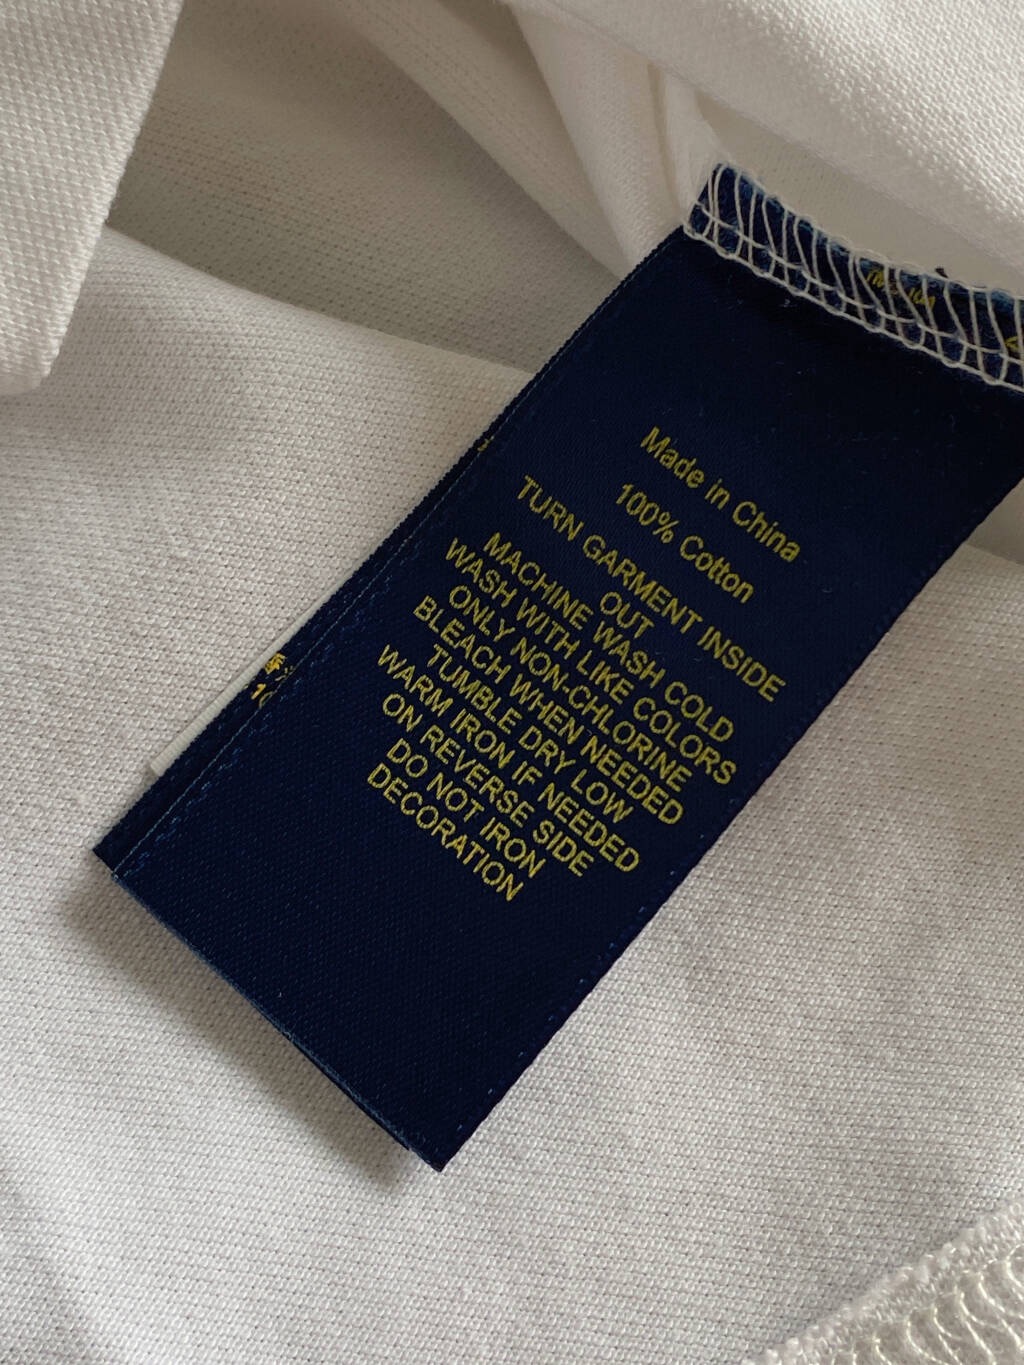 Made in China
100% Cotton
TURN GARMENT INSIDE
OUT
MACHINE WASH COLD
WASH WITH LIKE COLORS
ONLY NON-CHLORINE
BLEACH WHEN NEEDED
TUMBLE DRY LOW
WARM IRON IF NEEDED
ON REVERSE SIDE
DO NOT IRON
DECORATION